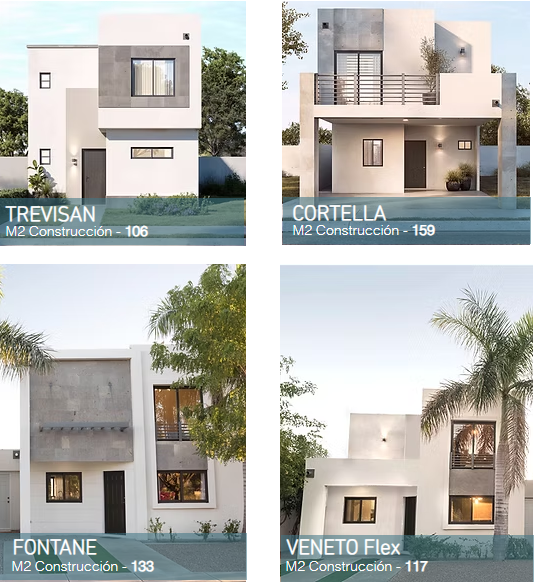 TREVISAN
M2 Construcción - 106
CORTELLA
M2 Construcción - 159
FONTANE
M2 Construcción - 133
VENETO Flex
M2 Construcción - 117